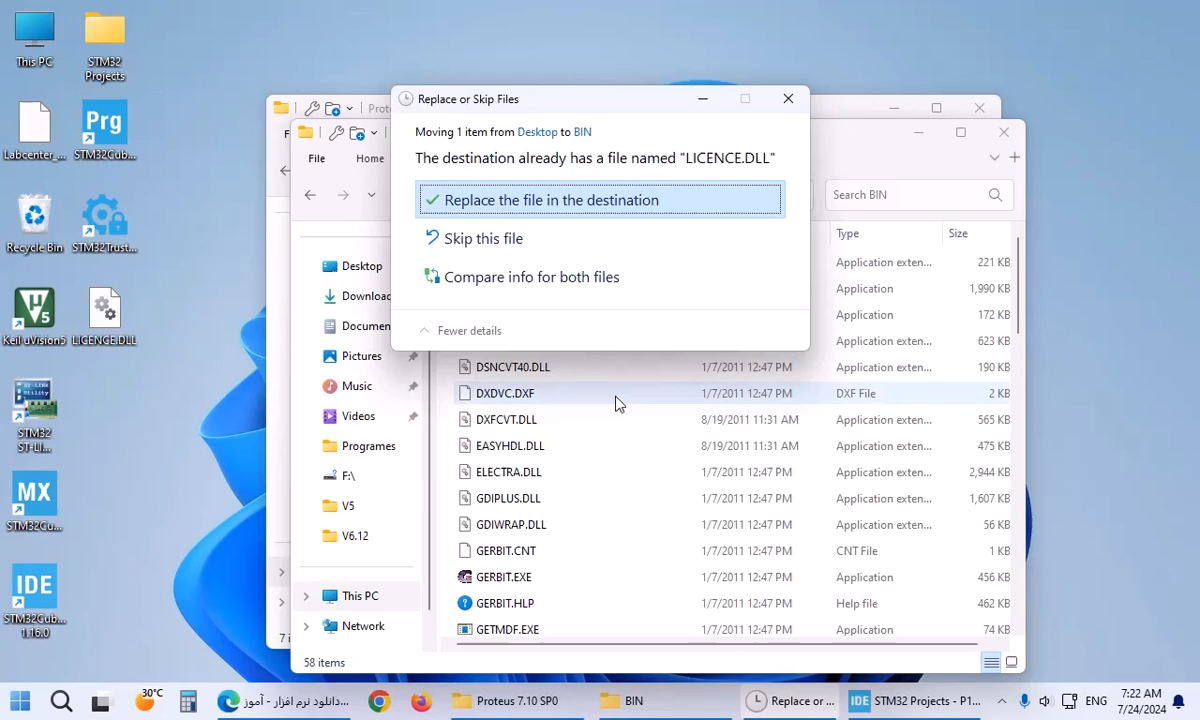 This PC
STM32
Projects
Labcenter_...
STM32Cub...
Prg
Recycle Bin
STM32Trust...
Keil uVision5
LICENCE.DLL
STM32
ST-LI...
MX
STM32Cu...
IDE
STM32Cub...
1.16.0
Replace or Skip Files
Moving 1 item from Desktop to BIN
The destination already has a file named "LICENCE.DLL"
Replace the file in the destination
Skip this file
Compare info for both files
Fewer details
File
Home
Search BIN
Type
Size
Desktop
Downloa
Documen
Pictures
Music
Videos
Programes
F:\
V5
V6.12
This PC
Network
Application exten... 221 KB
Application 1,990 KB
Application 172 KB
Application exten... 623 KB
DSNCVT40.DLL 1/7/2011 12:47 PM Application exten... 190 KB
DXDVC.DXF 1/7/2011 12:47 PM DXF File 2 KB
DXFCVT.DLL 8/19/2011 11:31 AM Application exten... 565 KB
EASYHDL.DLL 8/19/2011 11:31 AM Application exten... 475 KB
ELECTRA.DLL 1/7/2011 12:47 PM Application exten... 2,944 KB
GDIPLUS.DLL 1/7/2011 12:47 PM Application exten... 1,607 KB
GDIWRAP.DLL 1/7/2011 12:47 PM Application exten... 56 KB
GERBIT.CNT 1/7/2011 12:47 PM CNT File 1 KB
GERBIT.EXE 1/7/2011 12:47 PM Application 456 KB
GERBIT.HLP 1/7/2011 12:47 PM Help file 462 KB
GETMDF.EXE 1/7/2011 12:47 PM Application 74 KB
58 items
30°C
دانلود نرم افزار - آموز...
Proteus 7.10 SP0
BIN
Replace or ...
IDE
STM32 Projects - P1...
ENG
7:22 AM
7/24/2024